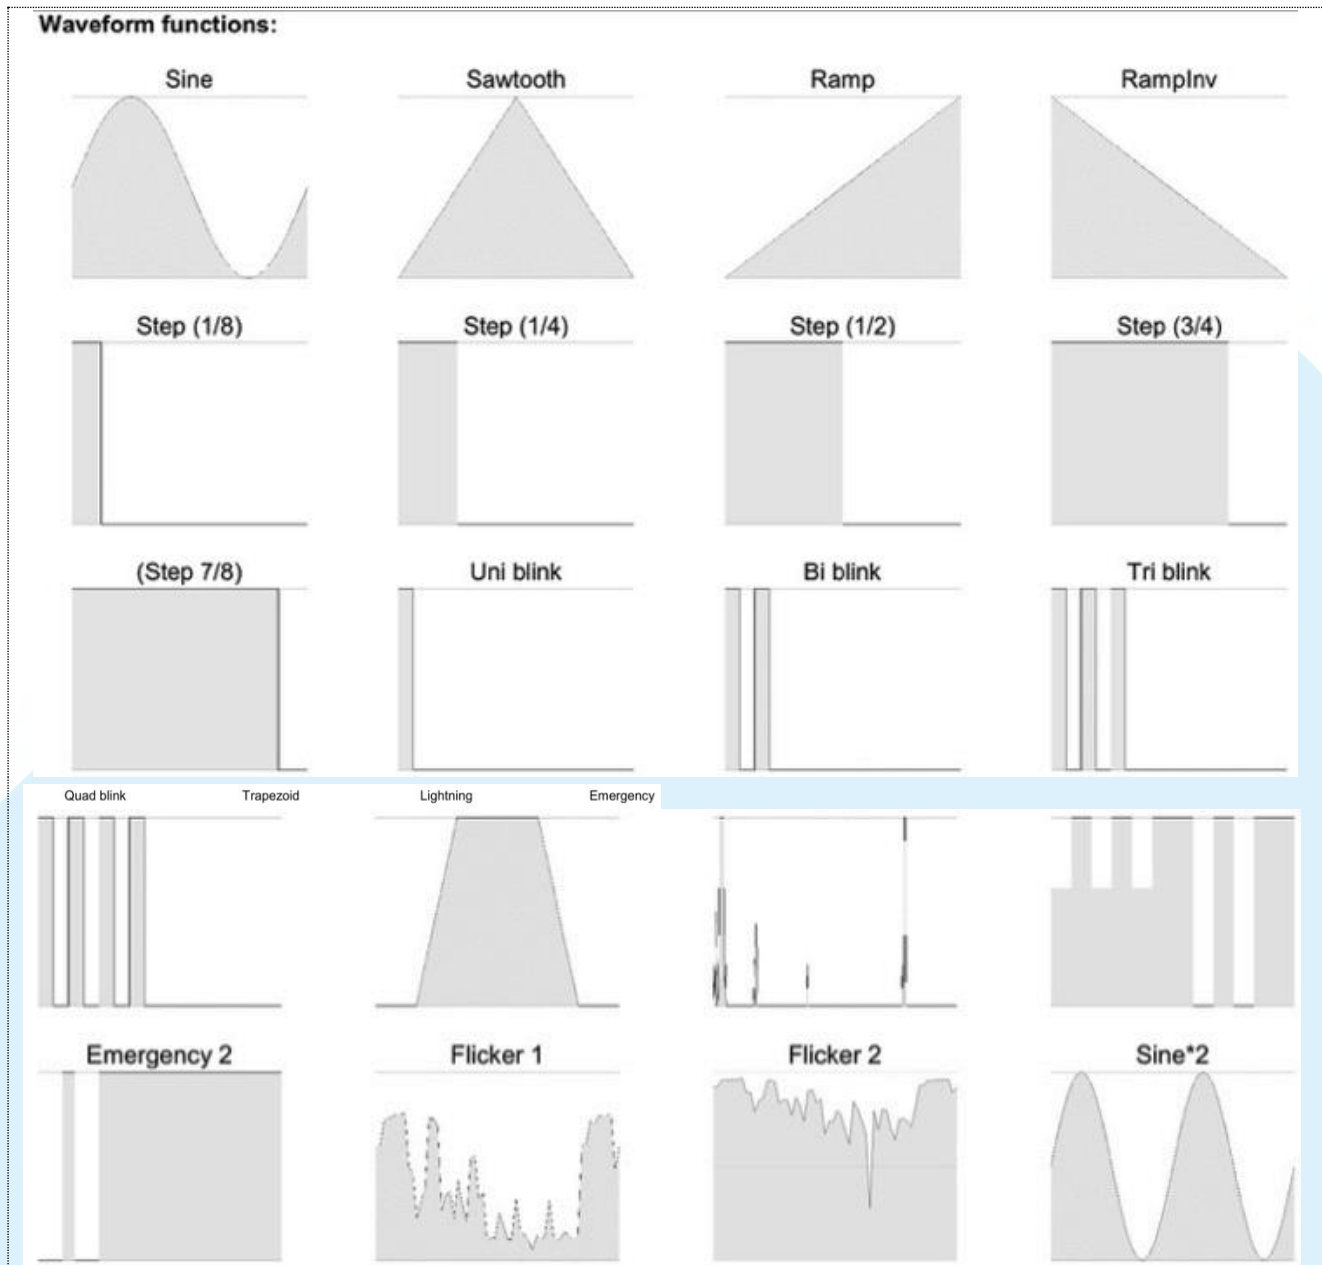 Waveform functions:
Sine Sawtooth Ramp RampInv
Step (1/8) Step (1/4) Step (1/2) Step (3/4)
(Step 7/8) Uni blink Bi blink Tri blink
Quad blink Trapezoid Lightning Emergency
Emergency 2 Flicker 1 Flicker 2 Sine*2